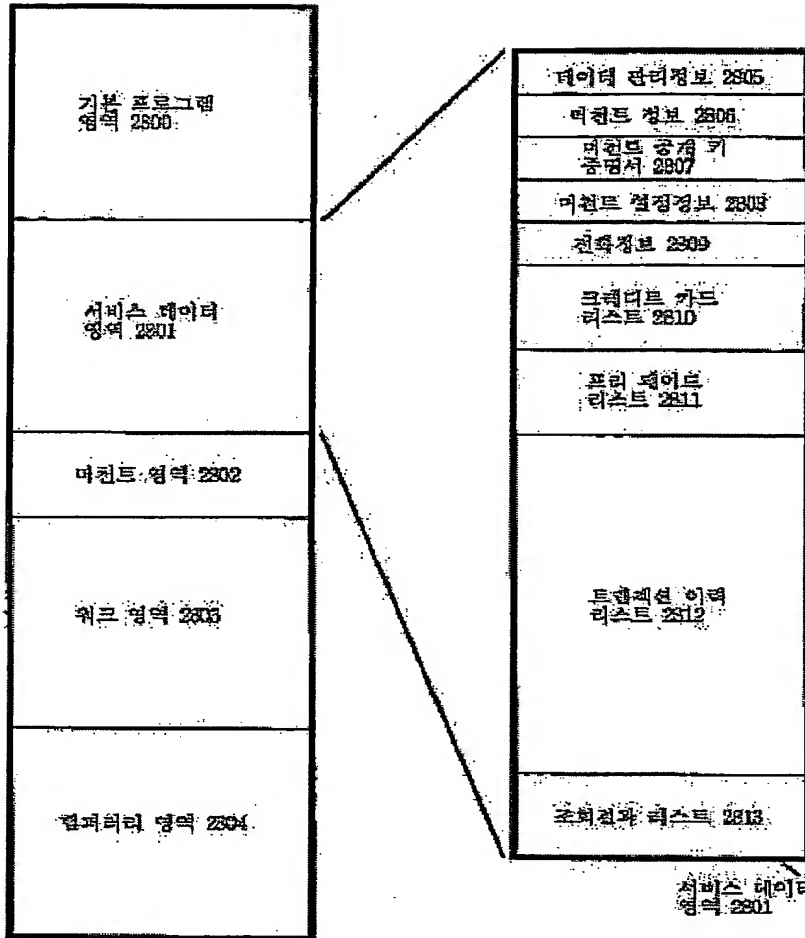 기본 프로그램
영역 2800
서비스 데이터
영역 2801
머천트 영역 2802
워크 영역 2803
템퍼러리 영역 2804
데이터 관리정보 2805
머천트 정보 2806
머천트 공개 키
증명서 2807
머천트 설정정보 2808
전화정보 2809
크레디트 카드
리스트 2810
프리 페이드
리스트 2811
트랜잭션 이력
리스트 2812
조회결과 리스트 2813
서비스 데이터
영역 2801